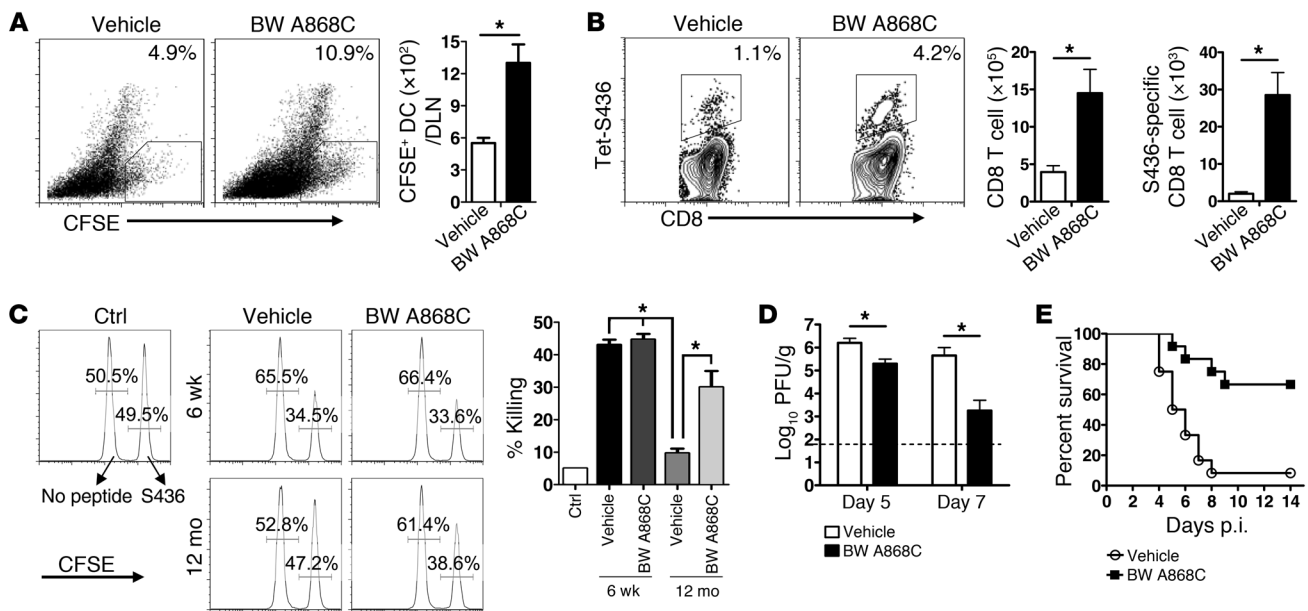 A
Vehicle
BW A868C
4.9%
10.9%
CFSE
CFSE+ DC (×10²)
/DLN
15
12
9
6
3
0
*
Vehicle
BW A868C
B
Vehicle
BW A868C
1.1%
4.2%
Tet-S436
CD8
CD8 T cell (×10⁵)
20
15
10
5
0
*
Vehicle
BW A868C
S436-specific
CD8 T cell (×10³)
40
30
20
10
0
*
Vehicle
BW A868C
C
Ctrl
Vehicle
BW A868C
50.5%
49.5%
No peptide
S436
6 wk
65.5%
34.5%
66.4%
33.6%
12 mo
52.8%
47.2%
61.4%
38.6%
CFSE
% Killing
50
40
30
20
10
0
*
*
Ctrl
Vehicle
BW A868C
Vehicle
BW A868C
6 wk
12 mo
D
Log₁₀ PFU/g
7
6
5
4
3
2
1
0
*
*
Day 5
Day 7
Vehicle
BW A868C
E
Percent survival
100
80
60
40
20
0
0 2 4 6 8 10 12 14
Days p.i.
Vehicle
BW A868C